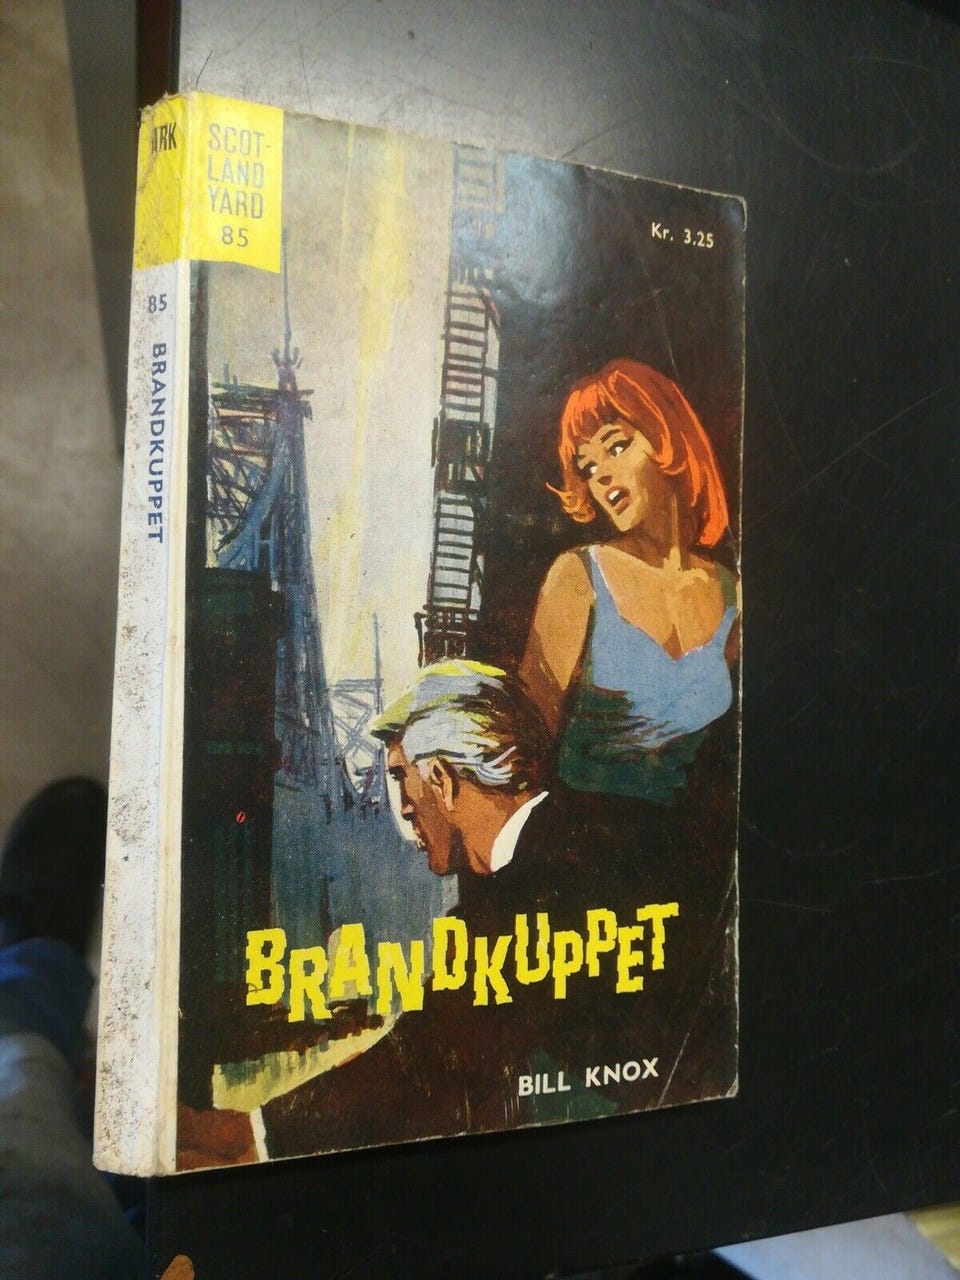 ARK
SCOT-
LAND
YARD
85
Kr. 3.25
85
BRANDKUPPET
BRANDKUPPET
BILL KNOX